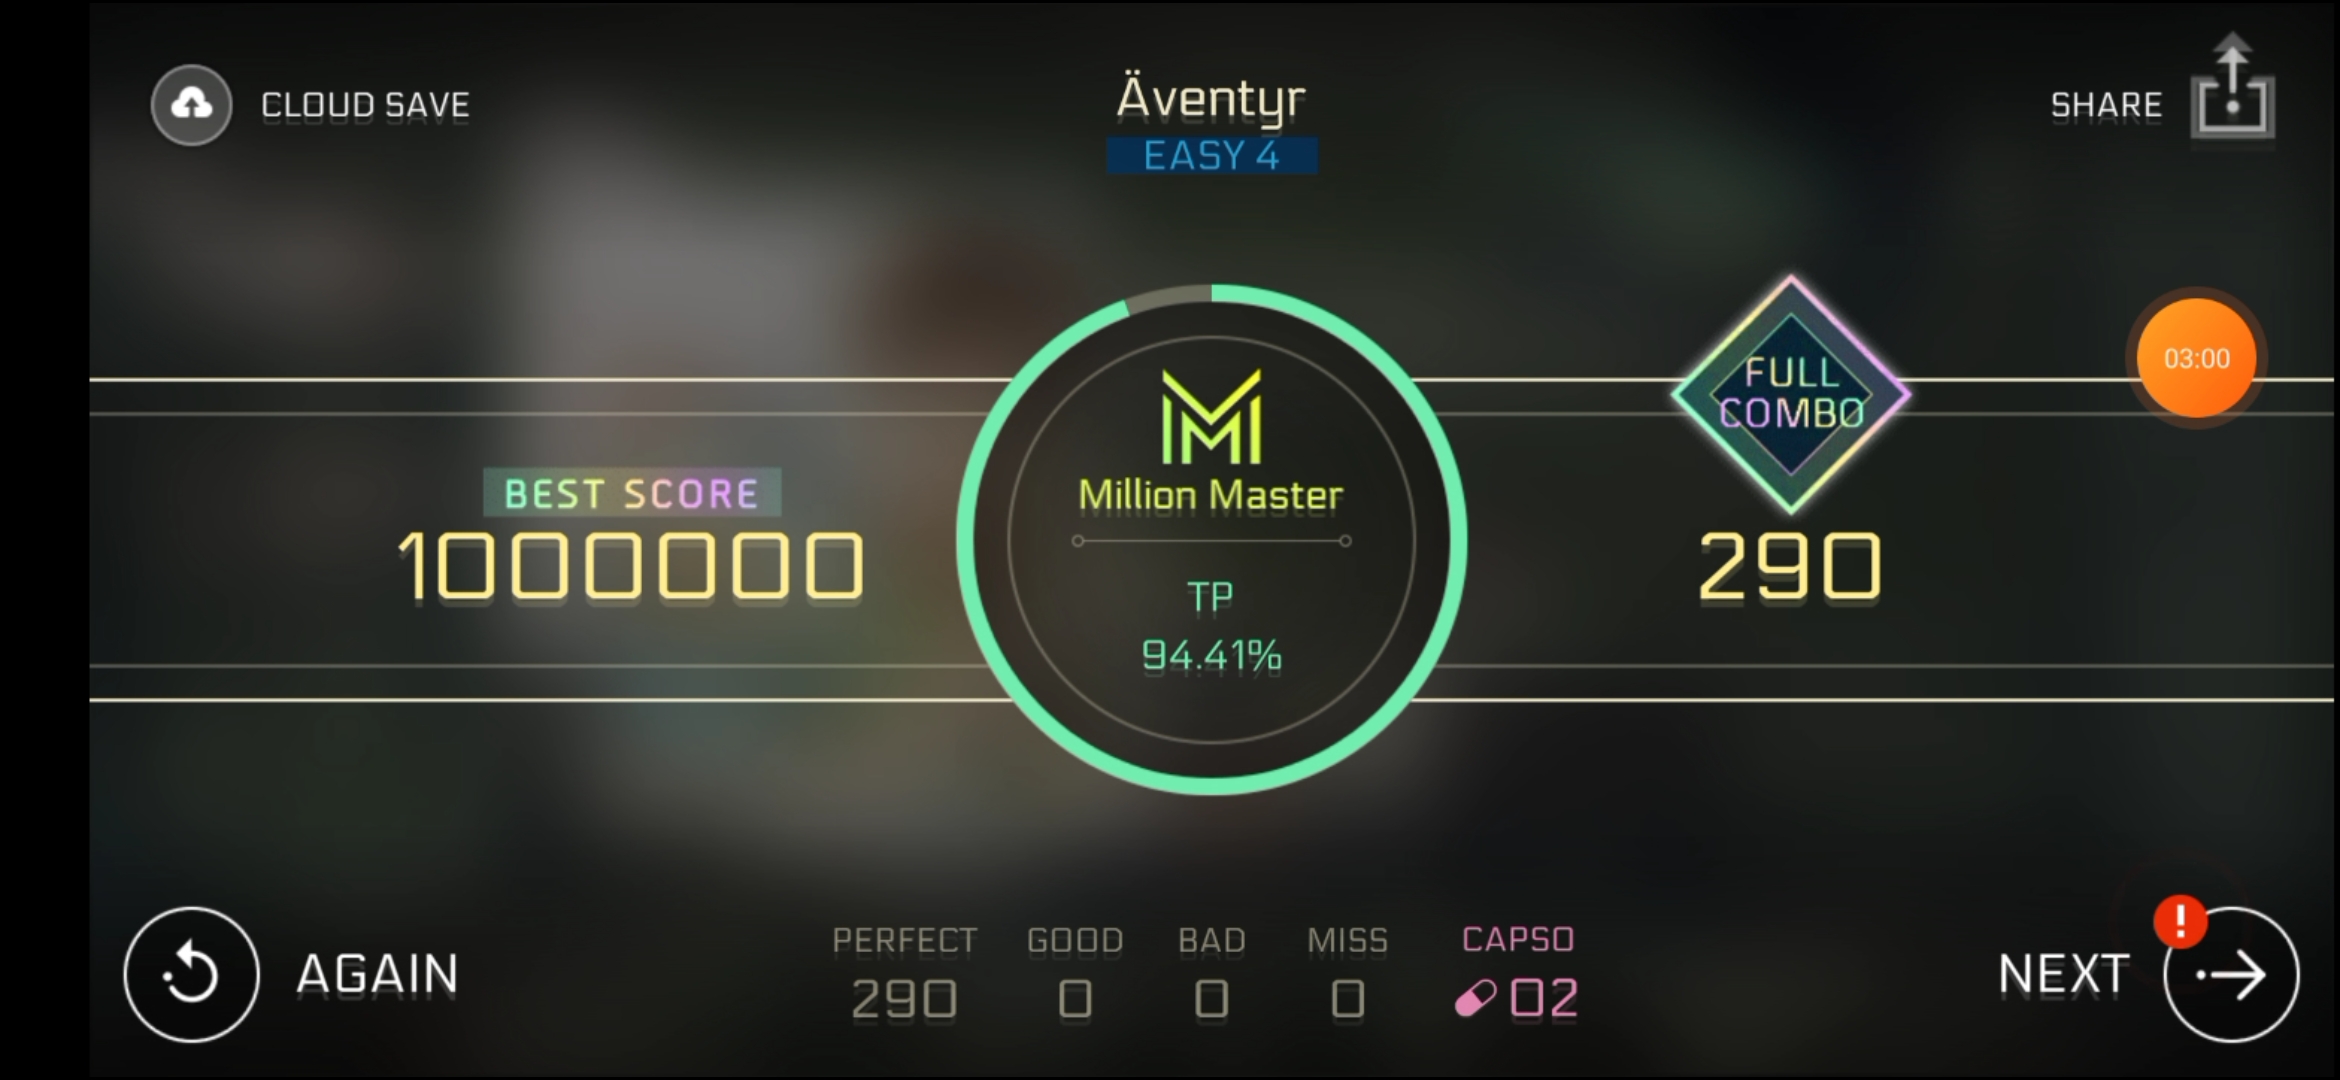 CLOUD SAVE
Äventyr
EASY 4
SHARE
FULL
COMBO
03:00
Million Master
BEST SCORE
1000000
290
TP
94.41%
AGAIN
PERFECT GOOD BAD MISS CAPSO
290 0 0 0 02
NEXT
!